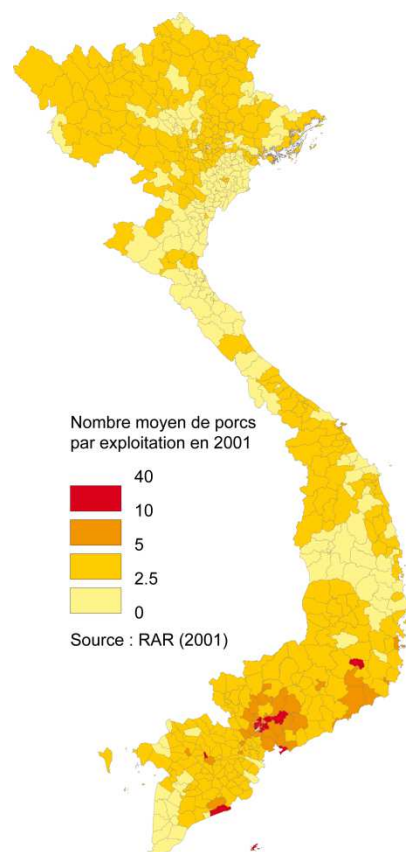 Nombre moyen de porcs
par exploitation en 2001
40
10
5
2.5
0
Source : RAR (2001)